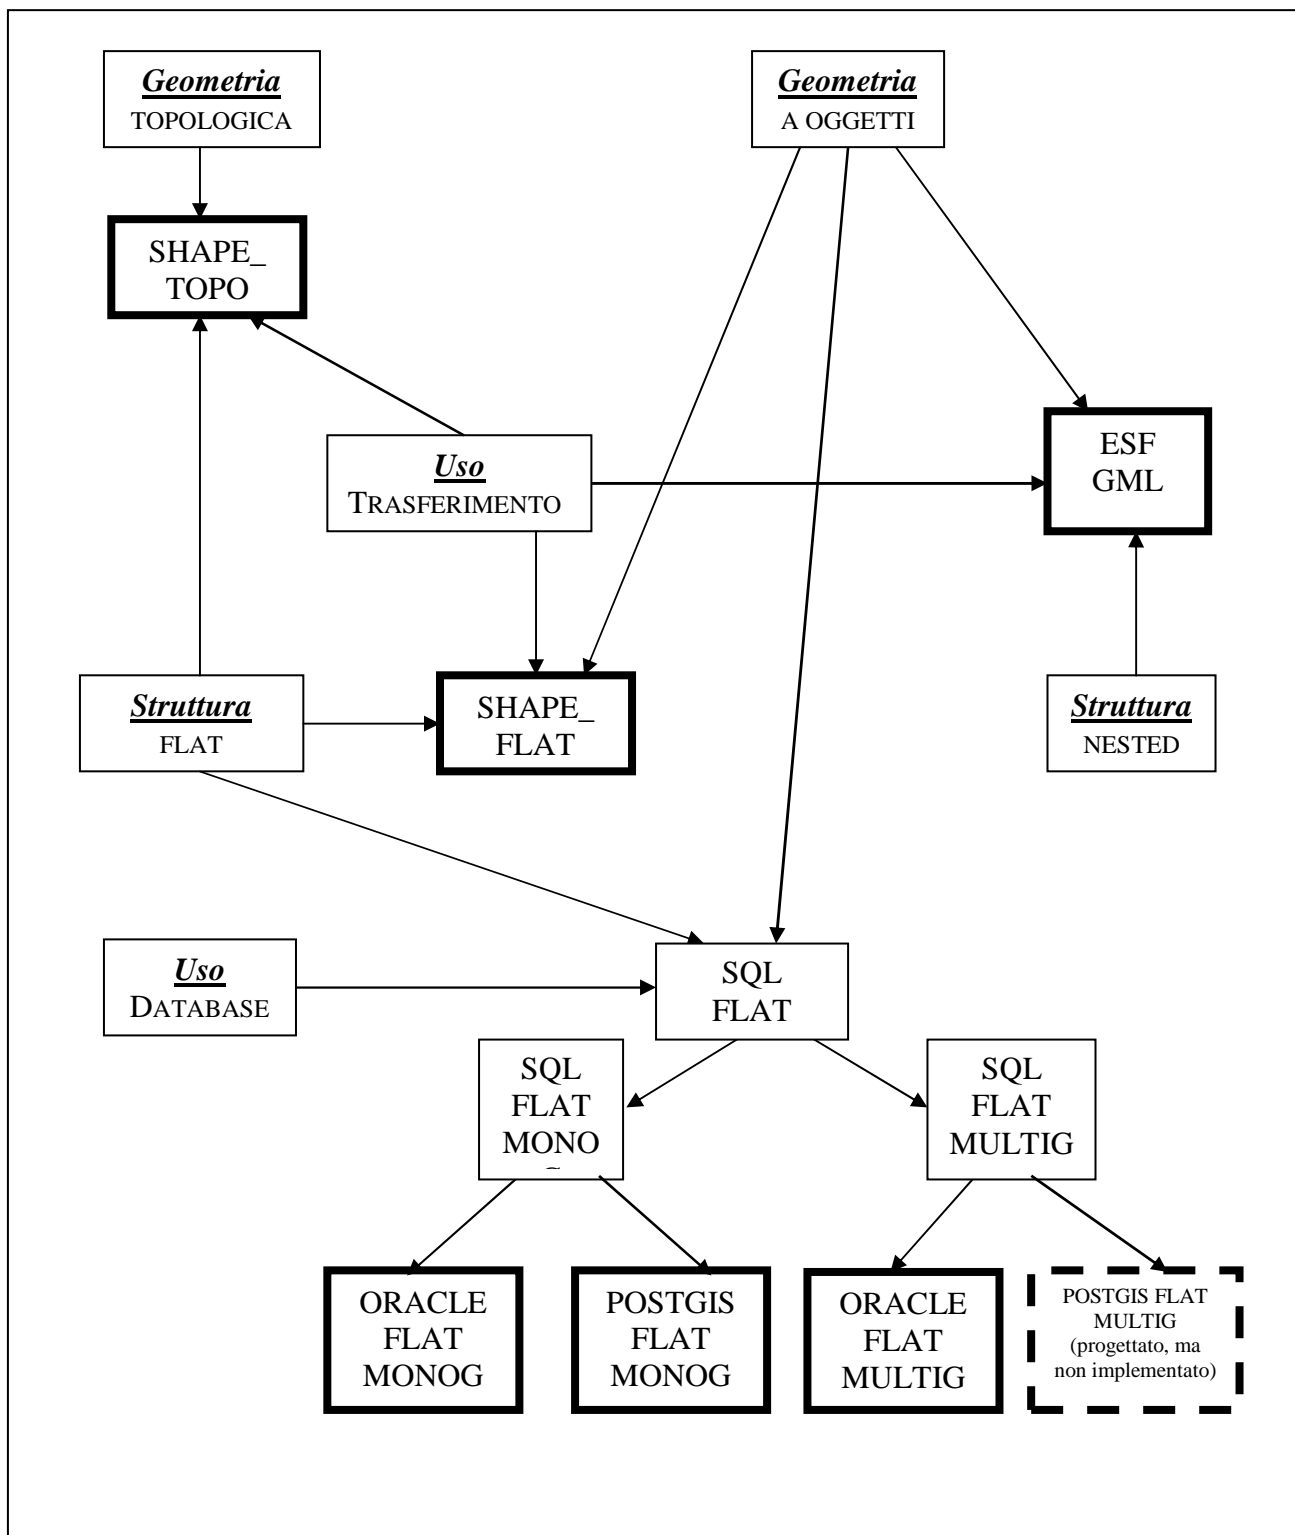 Geometria
TOPOLOGICA
Geometria
A OGGETTI
SHAPE_
TOPO
ESF
GML
Uso
TRASFERIMENTO
Struttura
FLAT
SHAPE_
FLAT
Struttura
NESTED
Uso
DATABASE
SQL
FLAT
SQL
FLAT
MONO
SQL
FLAT
MULTIG
ORACLE
FLAT
MONOG
POSTGIS
FLAT
MONOG
ORACLE
FLAT
MULTIG
POSTGIS FLAT
MULTIG
(progettato, ma
non implementato)